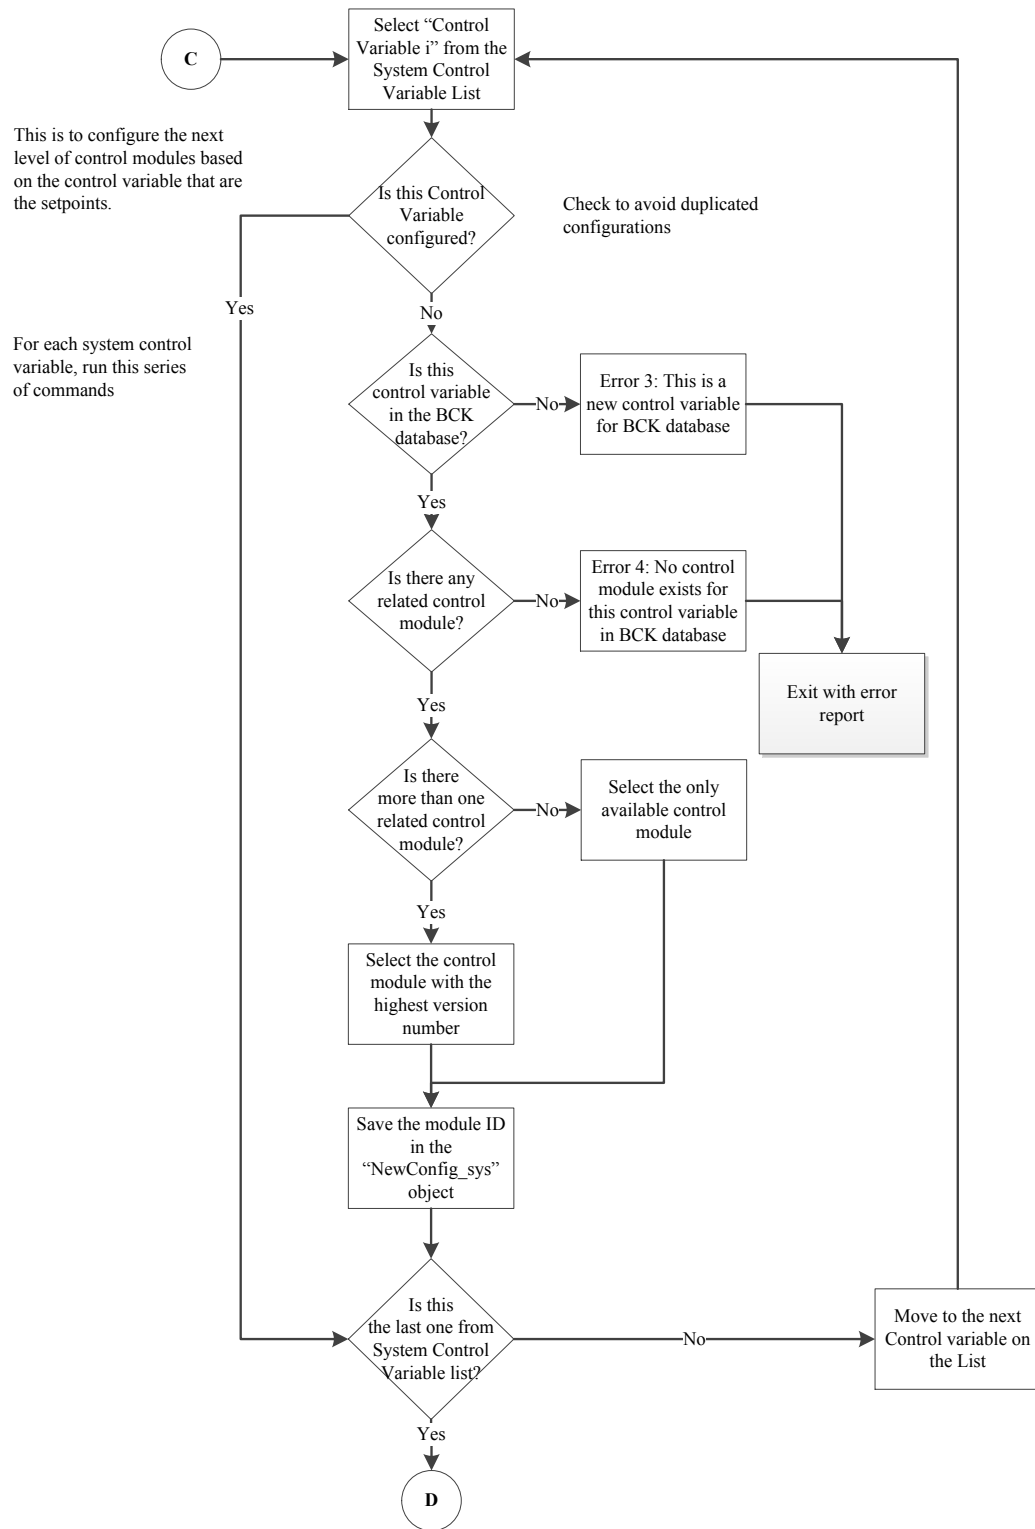 C
Select “Control
Variable i” from the
System Control
Variable List
This is to configure the next
level of control modules based
on the control variable that are
the setpoints.
Is this Control
Variable
configured?
Check to avoid duplicated
configurations
Yes
No
For each system control
variable, run this series
of commands
Is this
control variable
in the BCK
database?
No
Error 3: This is a
new control variable
for BCK database
Yes
Is there any
related control
module?
No
Error 4: No control
module exists for
this control variable
in BCK database
Exit with error
report
Yes
Is there
more than one
related control
module?
No
Select the only
available control
module
Yes
Select the control
module with the
highest version
number
Save the module ID
in the
“NewConfig_sys”
object
Is this
the last one from
System Control
Variable list?
No
Move to the next
Control variable on
the List
Yes
D